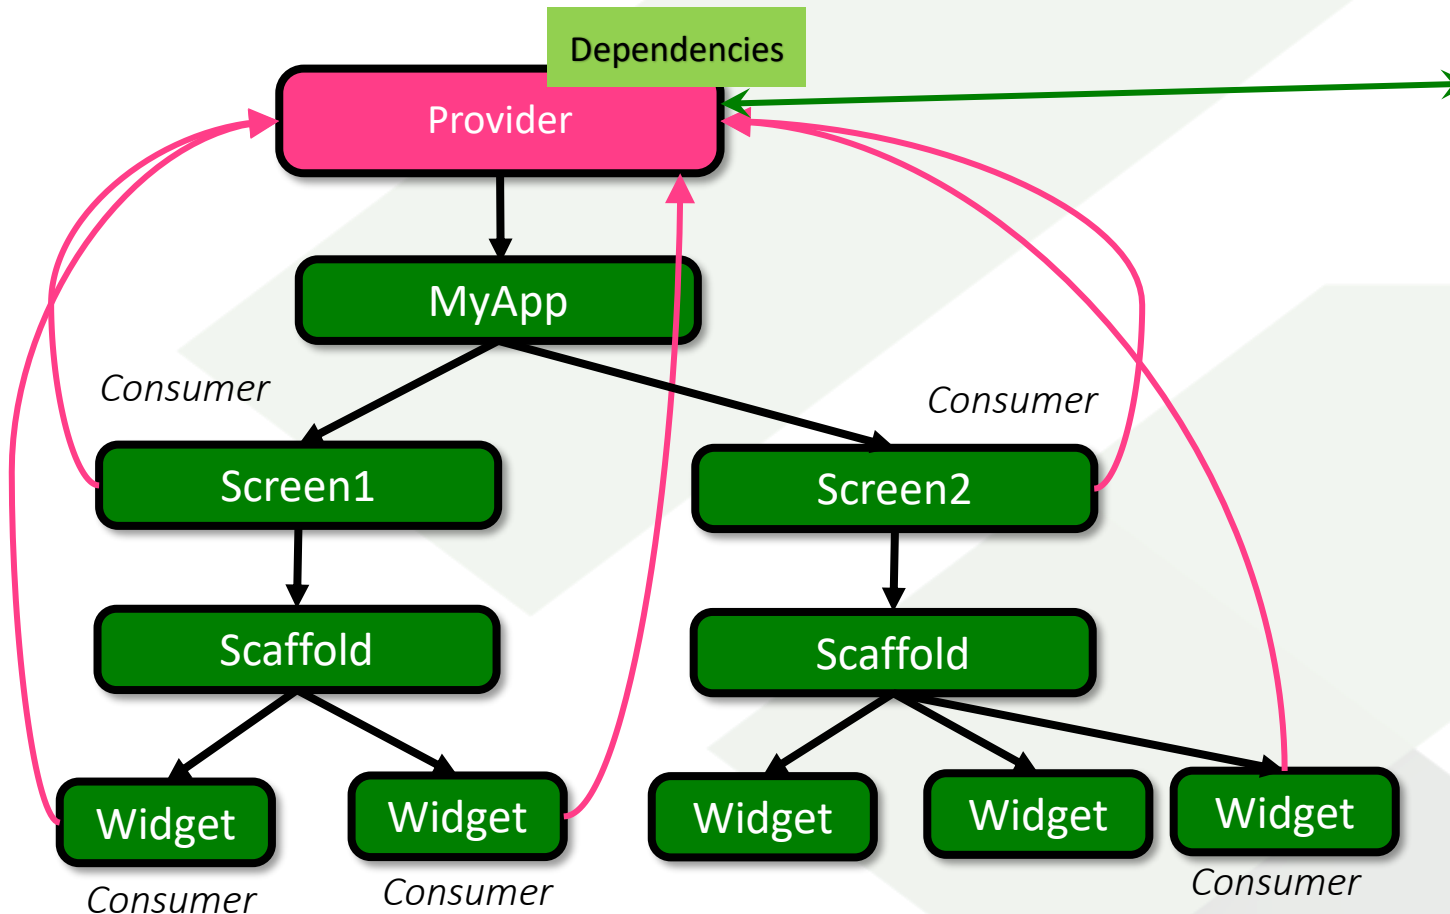 Dependencies
Provider
MyApp
Consumer
Consumer
Screen1
Screen2
Scaffold
Scaffold
Widget
Widget
Widget
Widget
Widget
Consumer
Consumer
Consumer